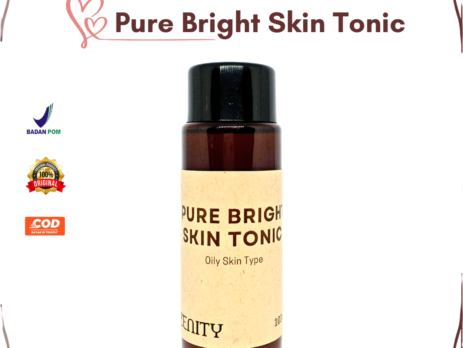 Pure Bright Skin Tonic
BADAN POM
100%
ORIGINAL
COD
PURE BRIGHT
SKIN TONIC
Oily Skin Type